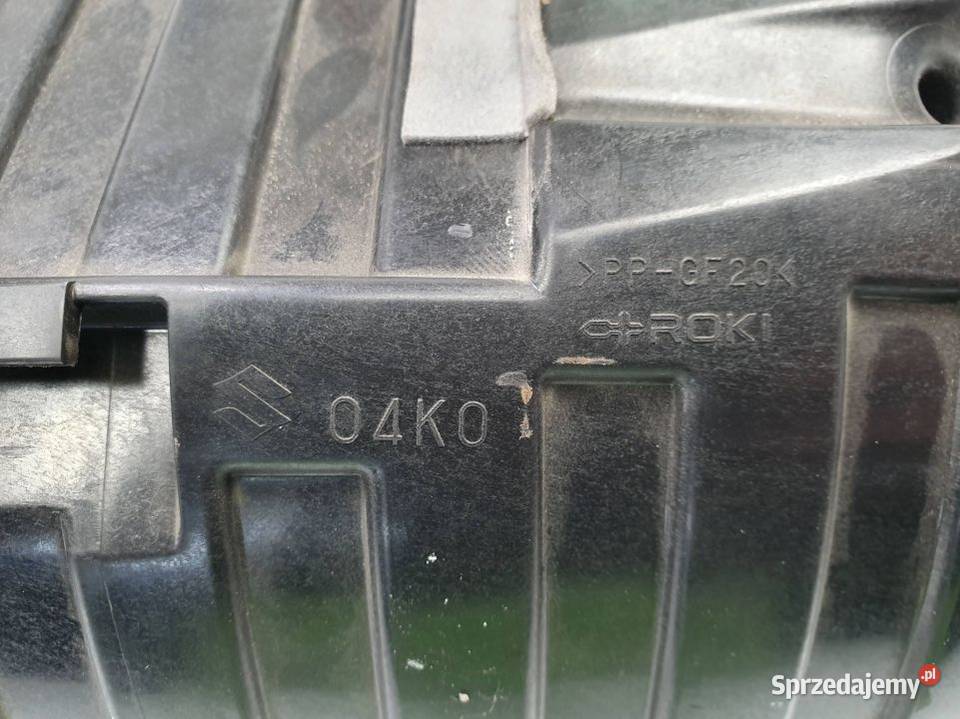 >PP-GF20<
ROKI
04K0
Sprzedajemy.pl